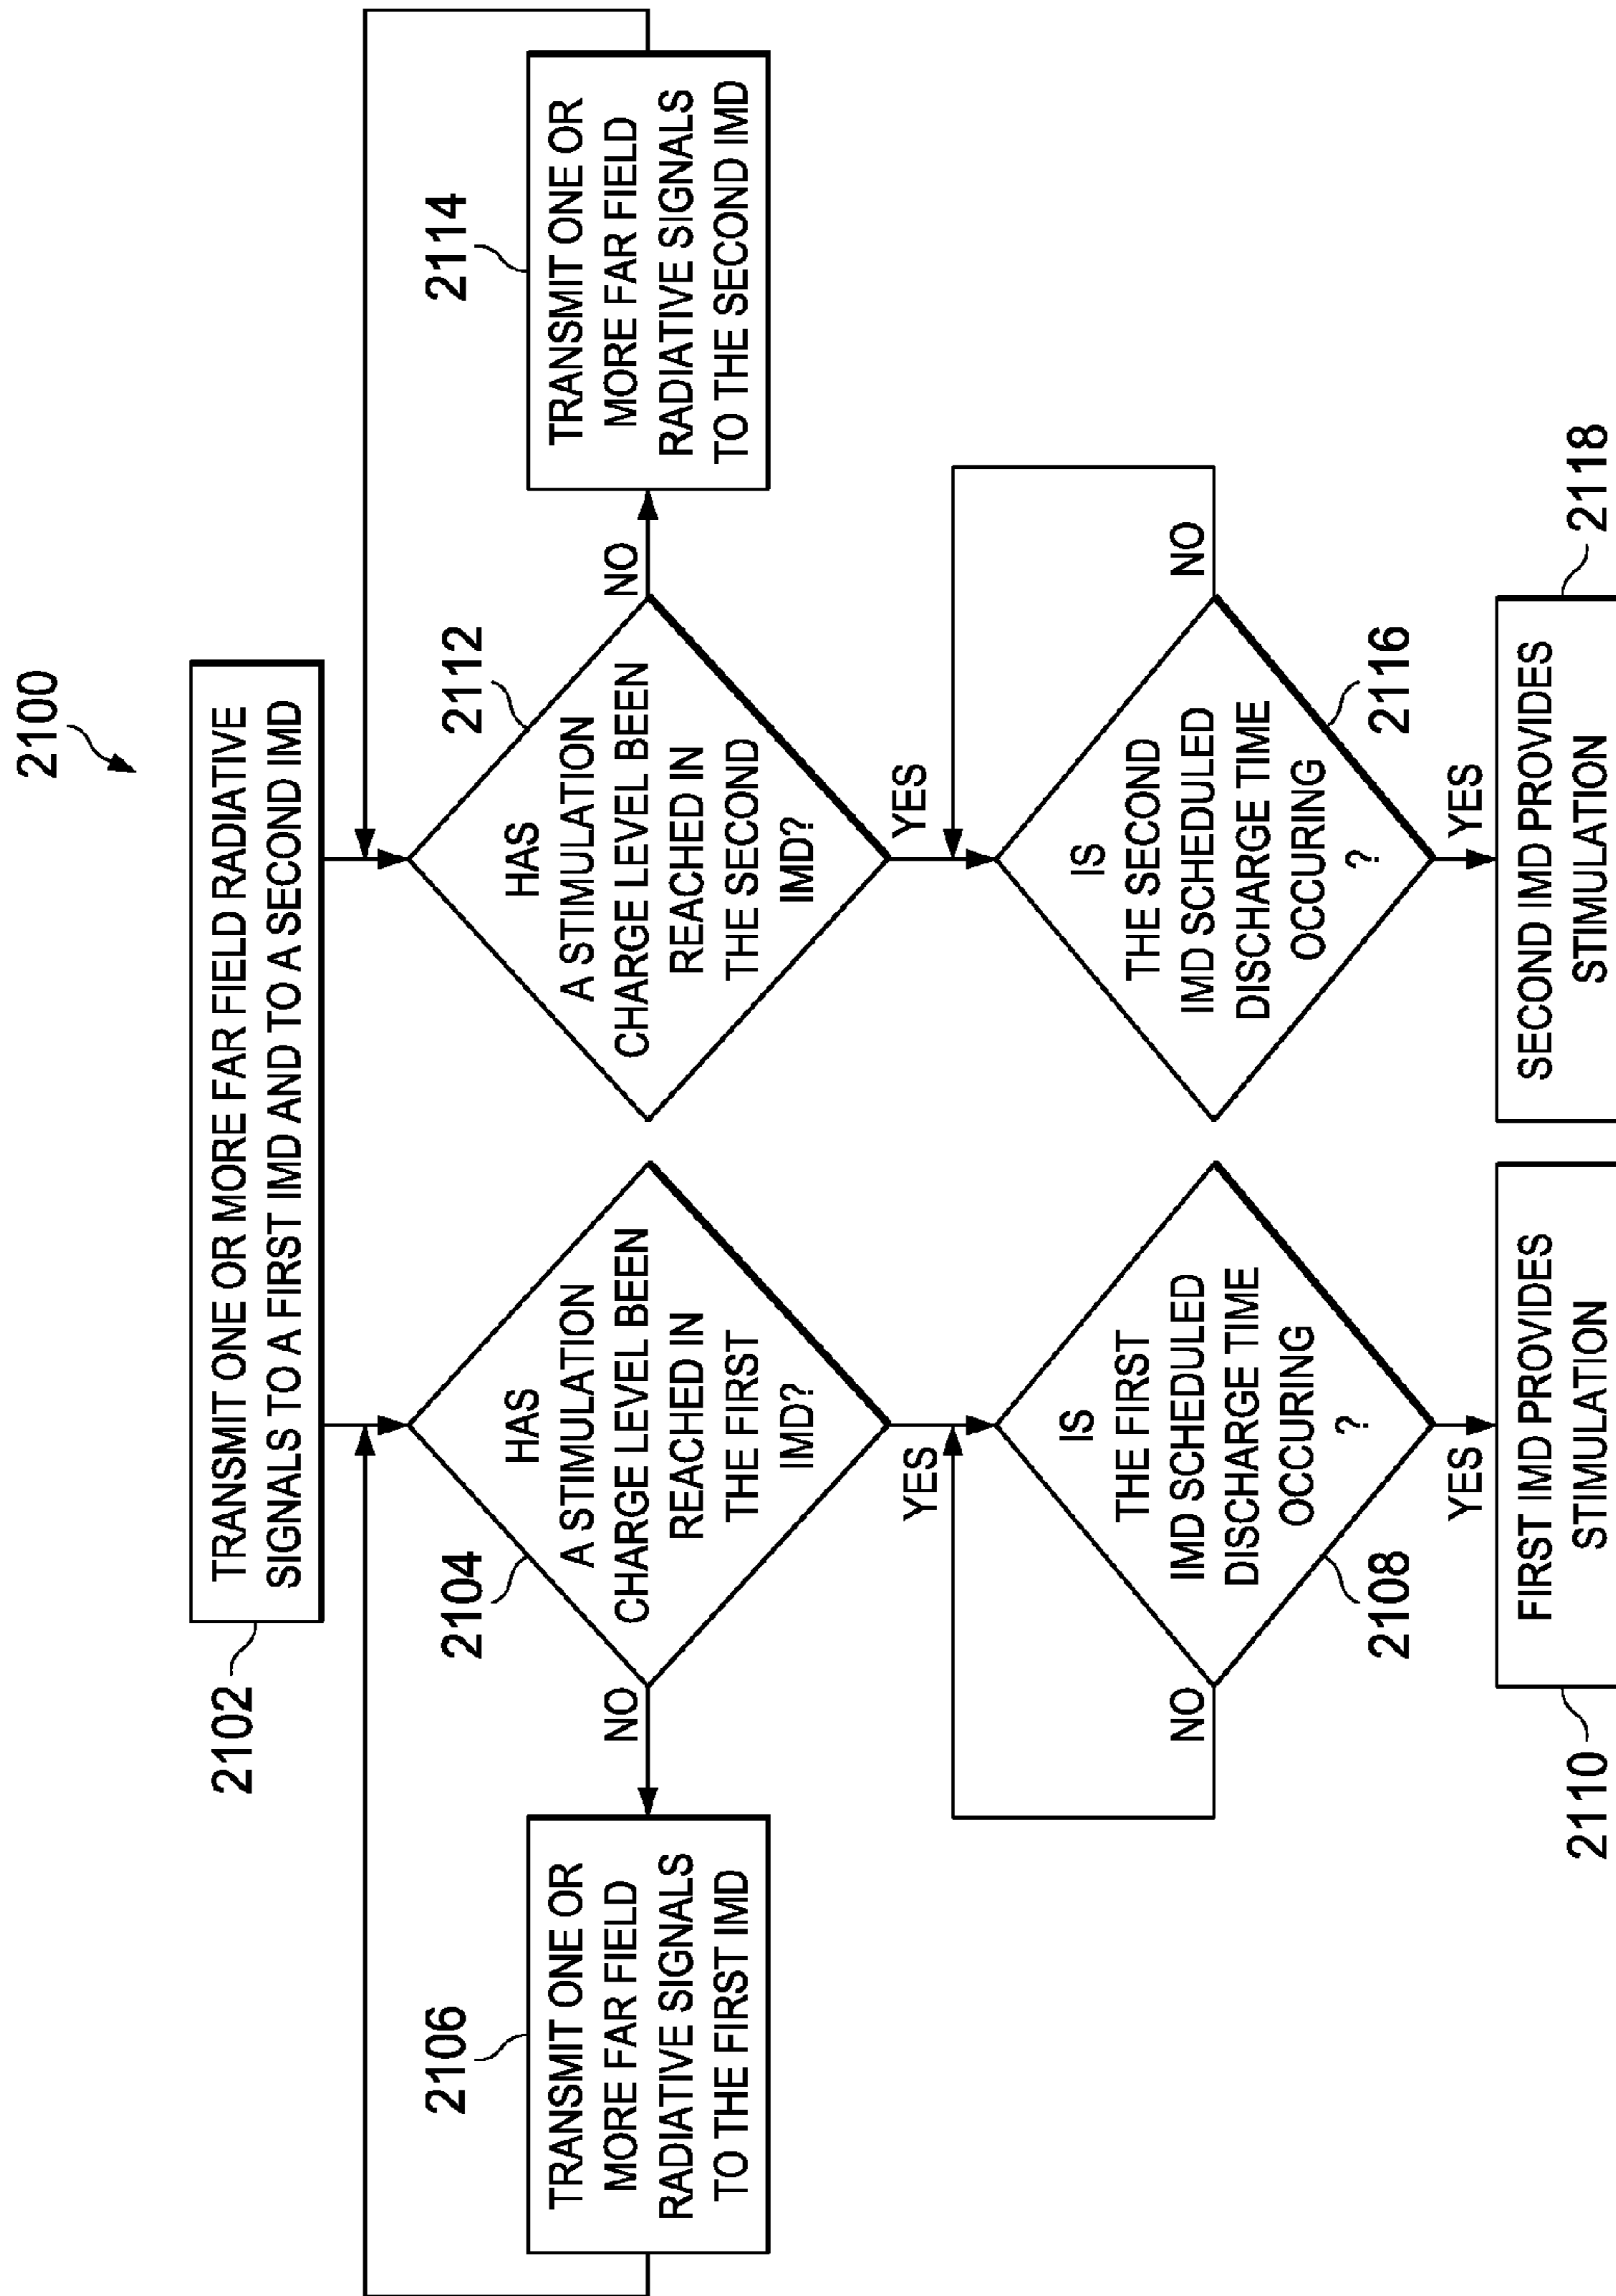 2100
2102
TRANSMIT ONE OR MORE FAR FIELD RADIATIVE
SIGNALS TO A FIRST IMD AND TO A SECOND IMD
2104
HAS
A STIMULATION
CHARGE LEVEL BEEN
REACHED IN
THE FIRST
IMD?
NO
YES
2106
TRANSMIT ONE OR
MORE FAR FIELD
RADIATIVE SIGNALS
TO THE FIRST IMD
2108
IS
THE FIRST
IMD SCHEDULED
DISCHARGE TIME
OCCURING
?
NO
YES
2110
FIRST IMD PROVIDES
STIMULATION
2112
HAS
A STIMULATION
CHARGE LEVEL BEEN
REACHED IN
THE SECOND
IMD?
NO
YES
2114
TRANSMIT ONE OR
MORE FAR FIELD
RADIATIVE SIGNALS
TO THE SECOND IMD
2116
IS
THE SECOND
IMD SCHEDULED
DISCHARGE TIME
OCCURING
?
NO
YES
2118
SECOND IMD PROVIDES
STIMULATION